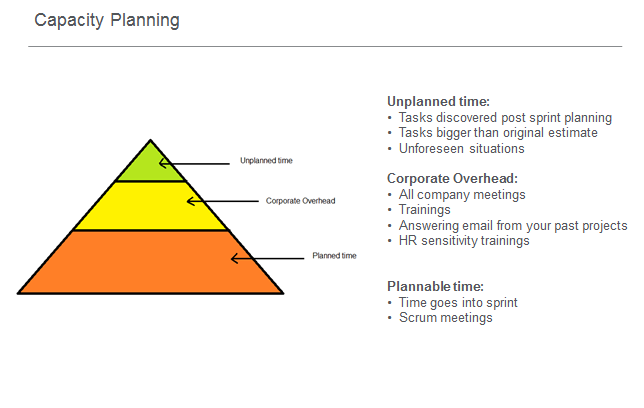 Capacity Planning
Unplanned time
Corporate Overhead
Planned time
Unplanned time:
• Tasks discovered post sprint planning
• Tasks bigger than original estimate
• Unforeseen situations
Corporate Overhead:
• All company meetings
• Trainings
• Answering email from your past projects
• HR sensitivity trainings
Plannable time:
• Time goes into sprint
• Scrum meetings